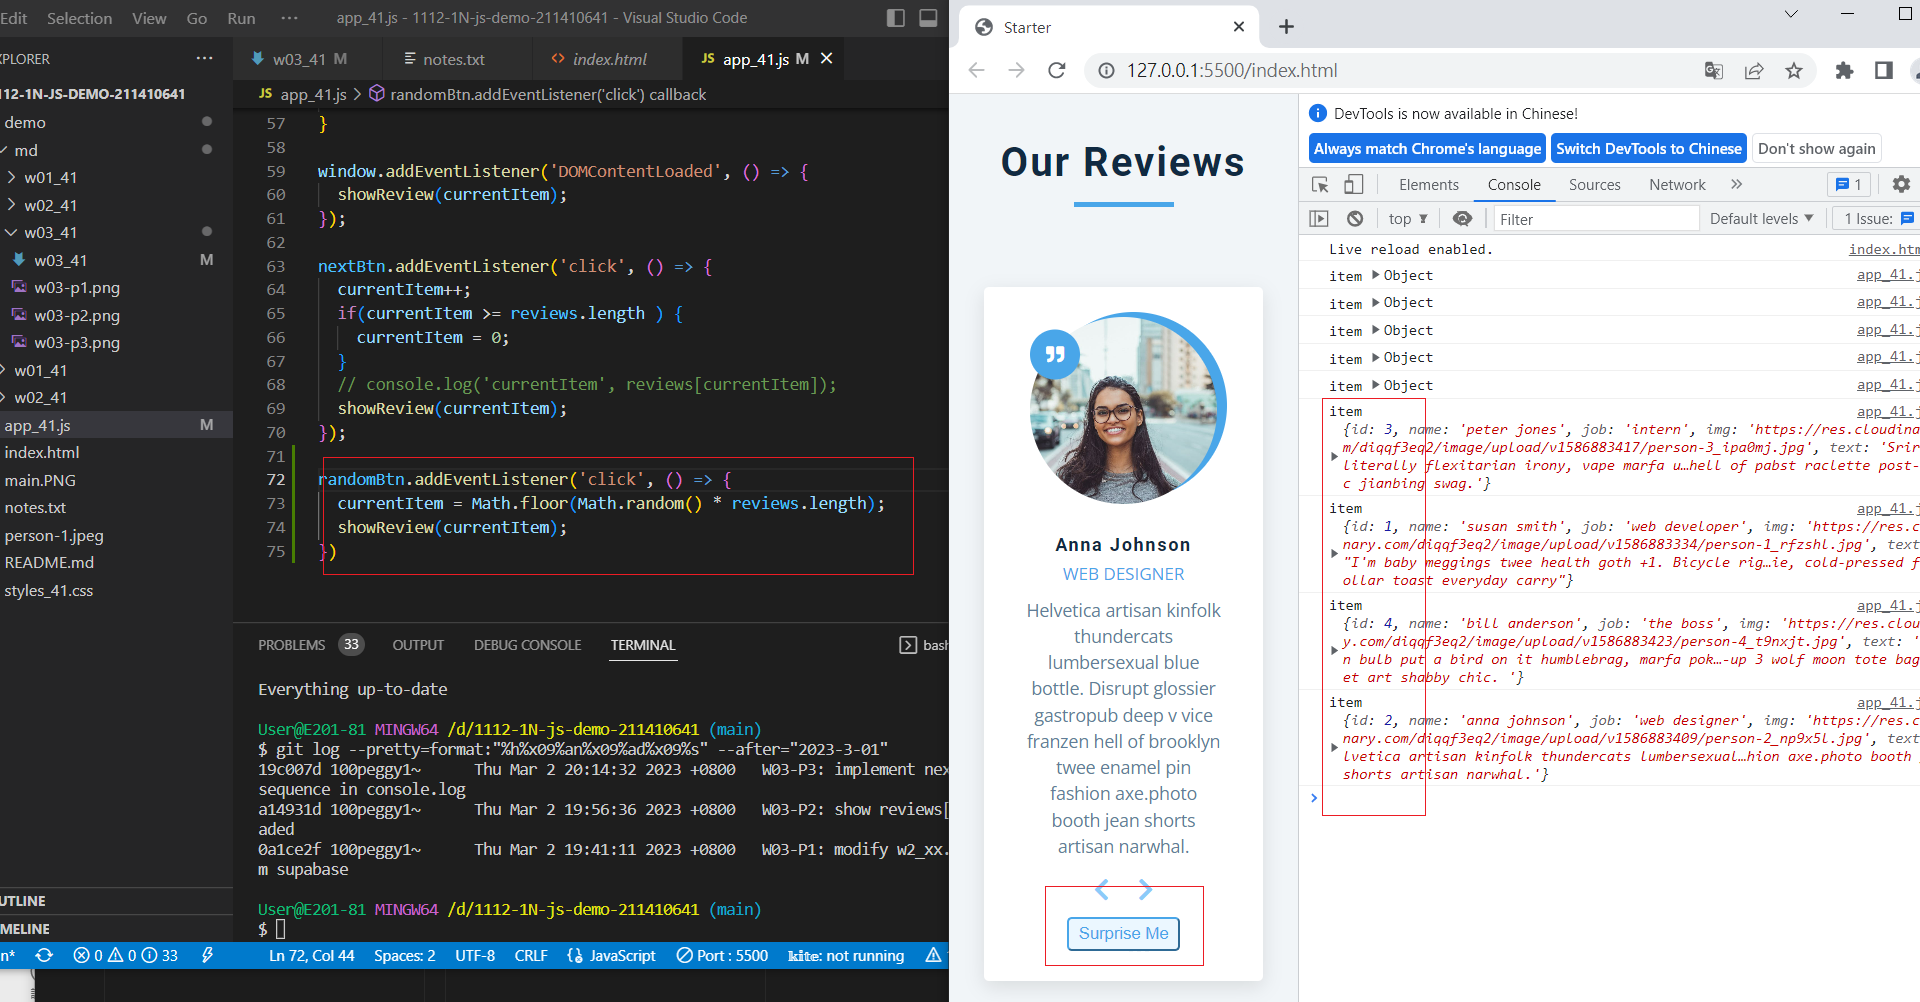 Edit Selection View Go Run ··· app_41.js - 1112-1N-js-demo-211410641 - Visual Studio Code
XPLORER ···
112-1N-JS-DEMO-211410641
demo
md
w01_41
w02_41
w03_41
w03_41 M
w03-p1.png
w03-p2.png
w03-p3.png
w01_41
w02_41
app_41.js M
index.html
main.PNG
notes.txt
person-1.jpeg
README.md
styles_41.css
UTLINE
MELINE
w03_41 M notes.txt index.html JS app_41.js M
JS app_41.js > randomBtn.addEventListener('click') callback
57 }
58
59 window.addEventListener('DOMContentLoaded', () => {
60 showReview(currentItem);
61 });
62
63 nextBtn.addEventListener('click', () => {
64 currentItem++;
65 if(currentItem >= reviews.length ) {
66 currentItem = 0;
67 }
68 // console.log('currentItem', reviews[currentItem]);
69 showReview(currentItem);
70 });
71
72 randomBtn.addEventListener('click', () => {
73 currentItem = Math.floor(Math.random() * reviews.length);
74 showReview(currentItem);
75 })
PROBLEMS 33 OUTPUT DEBUG CONSOLE TERMINAL bash
Everything up-to-date
User@E201-81 MINGW64 /d/1112-1N-js-demo-211410641 (main)
$ git log --pretty=format:"%h%x09%an%x09%ad%x09%s" --after="2023-3-01"
19c007d 100peggy1~ Thu Mar 2 20:14:32 2023 +0800 W03-P3: implement nex
sequence in console.log
a14931d 100peggy1~ Thu Mar 2 19:56:36 2023 +0800 W03-P2: show reviews[
aded
0a1ce2f 100peggy1~ Thu Mar 2 19:41:11 2023 +0800 W03-P1: modify w2_xx.
m supabase
User@E201-81 MINGW64 /d/1112-1N-js-demo-211410641 (main)
$
n* 0 0 33 Ln 72, Col 44 Spaces: 2 UTF-8 CRLF {} JavaScript Port : 5500 kite: not running
Starter
127.0.0.1:5500/index.html
Our Reviews
Anna Johnson
WEB DESIGNER
Helvetica artisan kinfolk
thundercats
lumbersexual blue
bottle. Disrupt glossier
gastropub deep v vice
franzen hell of brooklyn
twee enamel pin
fashion axe.photo
booth jean shorts
artisan narwhal.
Surprise Me
DevTools is now available in Chinese!
Always match Chrome's language Switch DevTools to Chinese Don't show again
Elements Console Sources Network » 1
top Filter Default levels 1 Issue:
Live reload enabled. index.htm
item Object app_41.j
item Object app_41.j
item Object app_41.j
item Object app_41.j
item Object app_41.j
item app_41.j
{id: 3, name: 'peter jones', job: 'intern', img: 'https://res.cloudina
m/diqqf3eq2/image/upload/v1586883417/person-3_ipa0mj.jpg', text: 'Srir
literally flexitarian irony, vape marfa u…hell of pabst raclette post-
c jianbing swag.'}
item app_41.j
{id: 1, name: 'susan smith', job: 'web developer', img: 'https://res.c
nary.com/diqqf3eq2/image/upload/v1586883334/person-1_rfzshl.jpg', text
"I'm baby meggings twee health goth +1. Bicycle rig…ie, cold-pressed f
ollar toast everyday carry"}
item app_41.j
{id: 4, name: 'bill anderson', job: 'the boss', img: 'https://res.clou
y.com/diqqf3eq2/image/upload/v1586883423/person-4_t9nxjt.jpg', text: '
n bulb put a bird on it humblebrag, marfa pok…-up 3 wolf moon tote bag
et art shabby chic. '}
item app_41.j
{id: 2, name: 'anna johnson', job: 'web designer', img: 'https://res.c
nary.com/diqqf3eq2/image/upload/v1586883409/person-2_np9x5l.jpg', text
lvetica artisan kinfolk thundercats lumbersexual…hion axe.photo booth
shorts artisan narwhal.'}